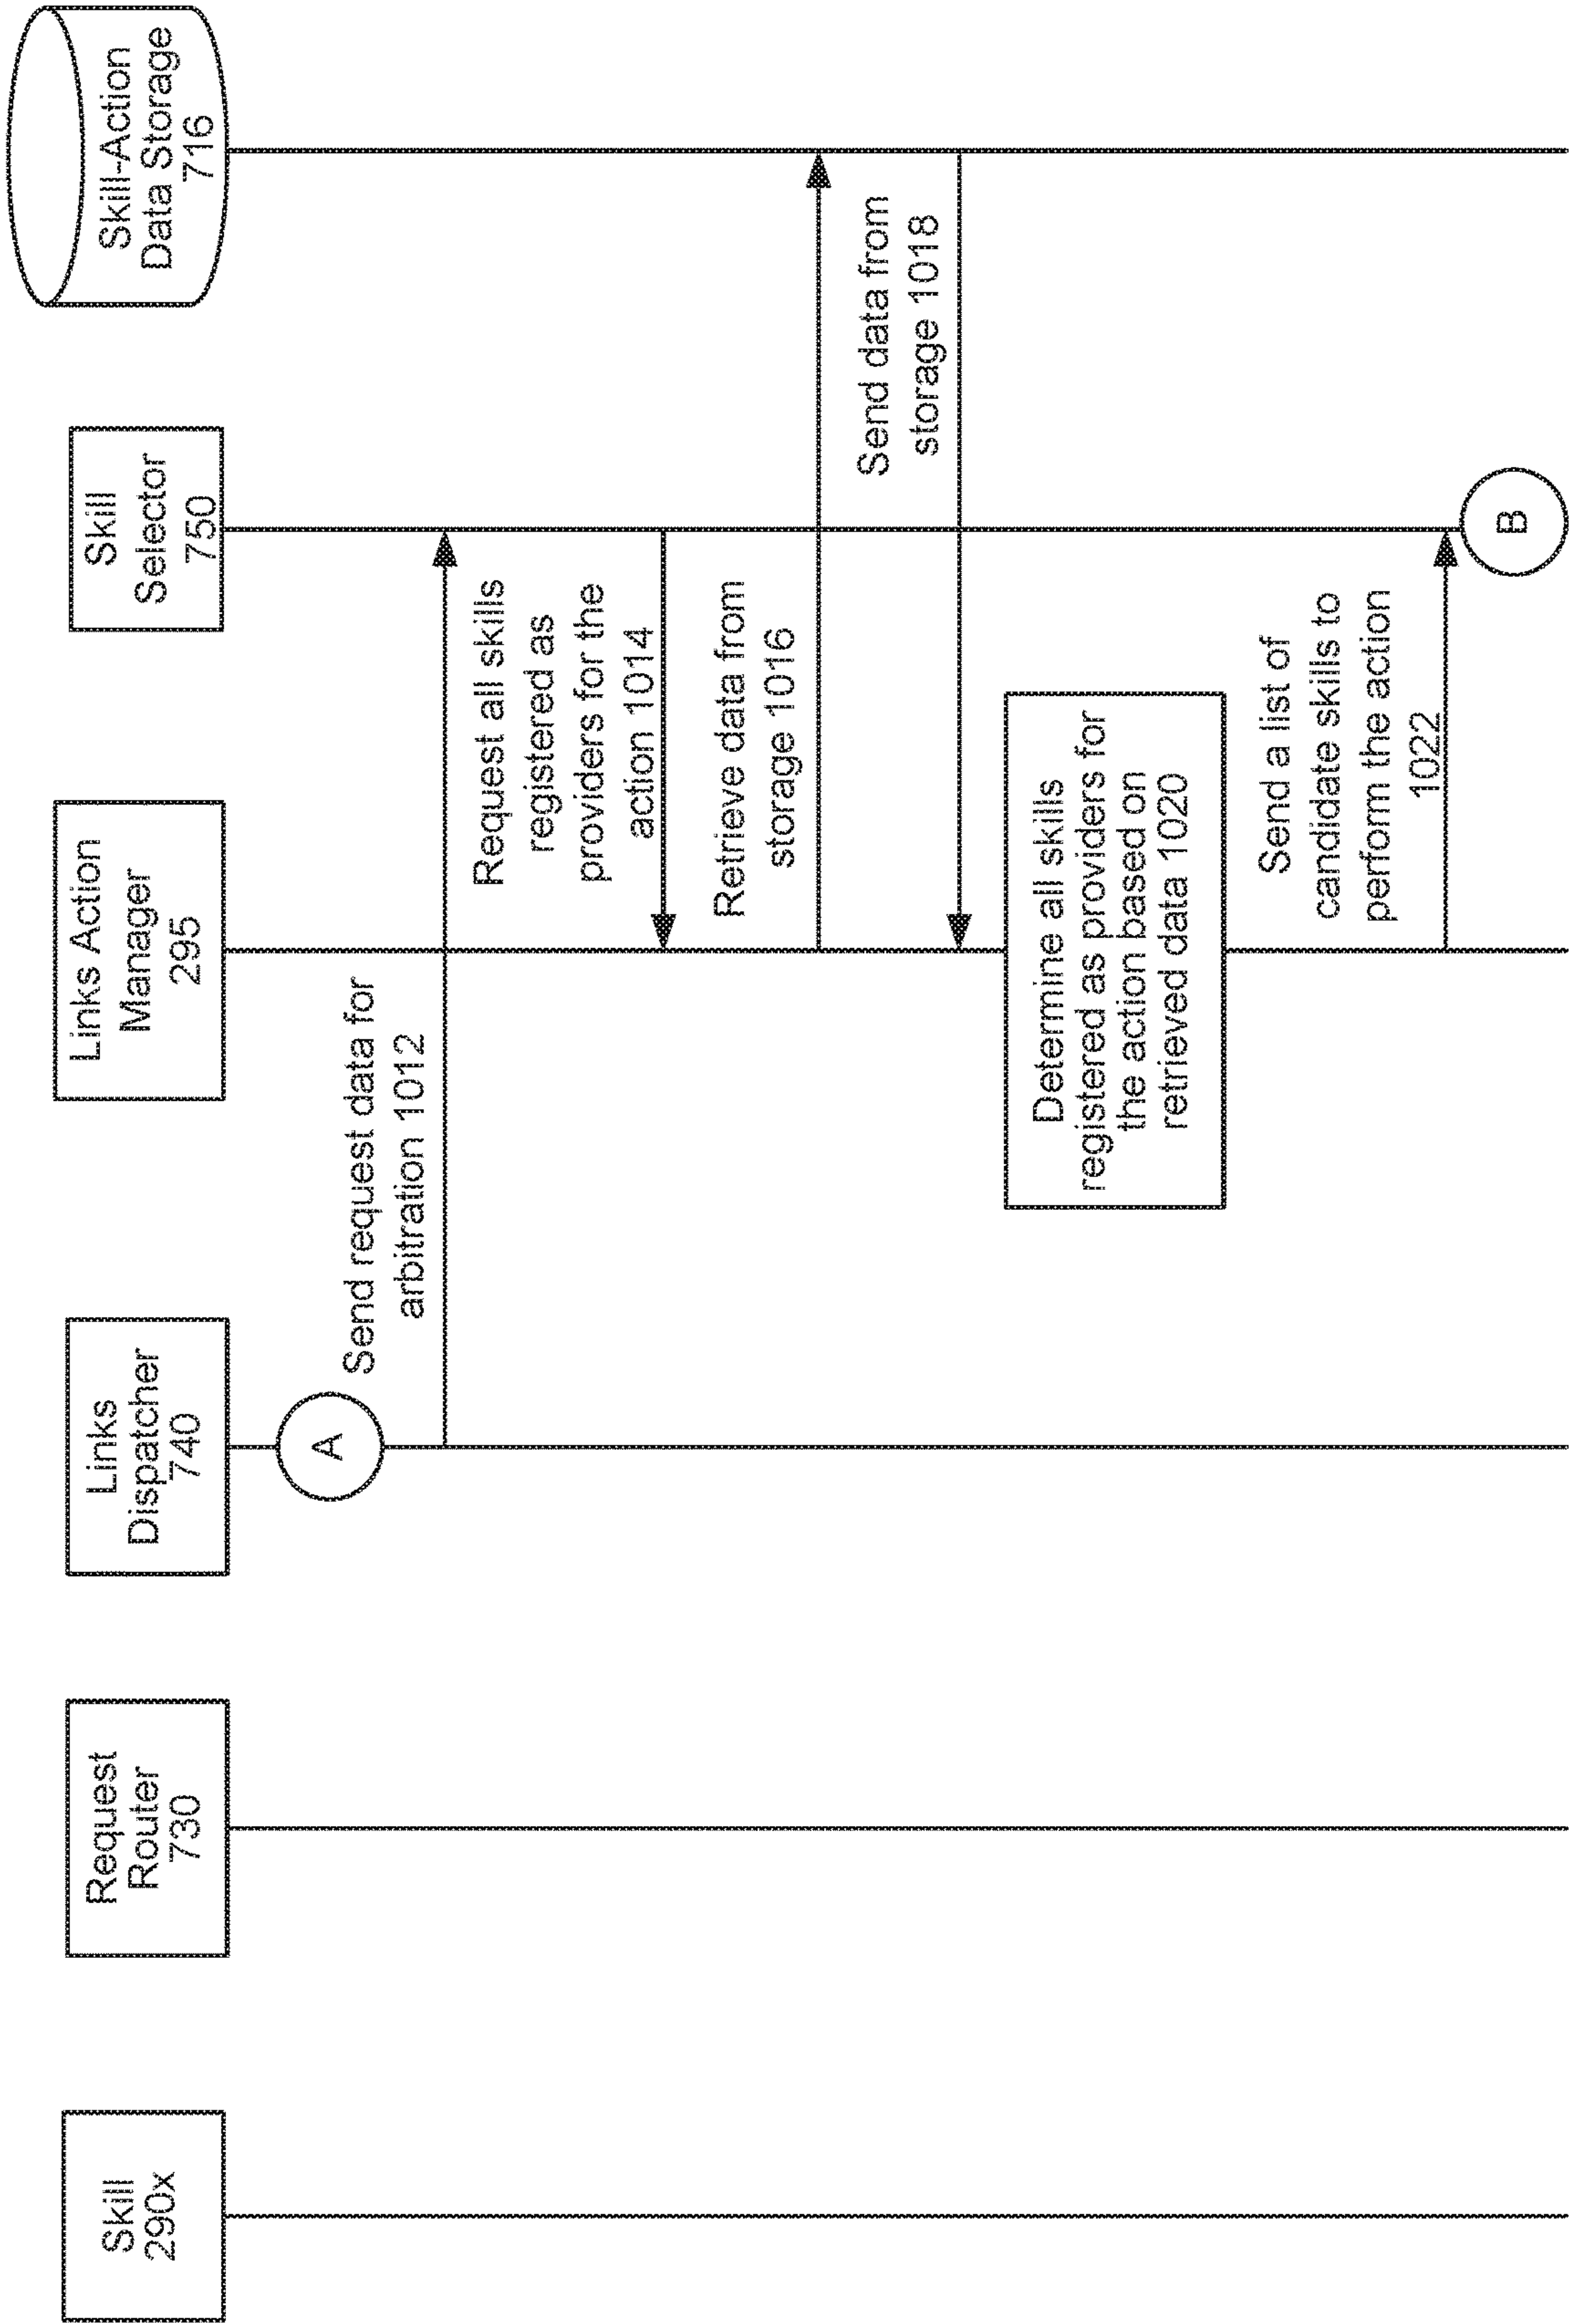 Skill
290x
Request
Router
730
Links
Dispatcher
740
Links Action
Manager
295
Skill
Selector
750
Skill-Action
Data Storage
716
A
Send request data for
arbitration 1012
Request all skills
registered as
providers for the
action 1014
Retrieve data from
storage 1016
Send data from
storage 1018
Determine all skills
registered as providers for
the action based on
retrieved data 1020
Send a list of
candidate skills to
perform the action
1022
B